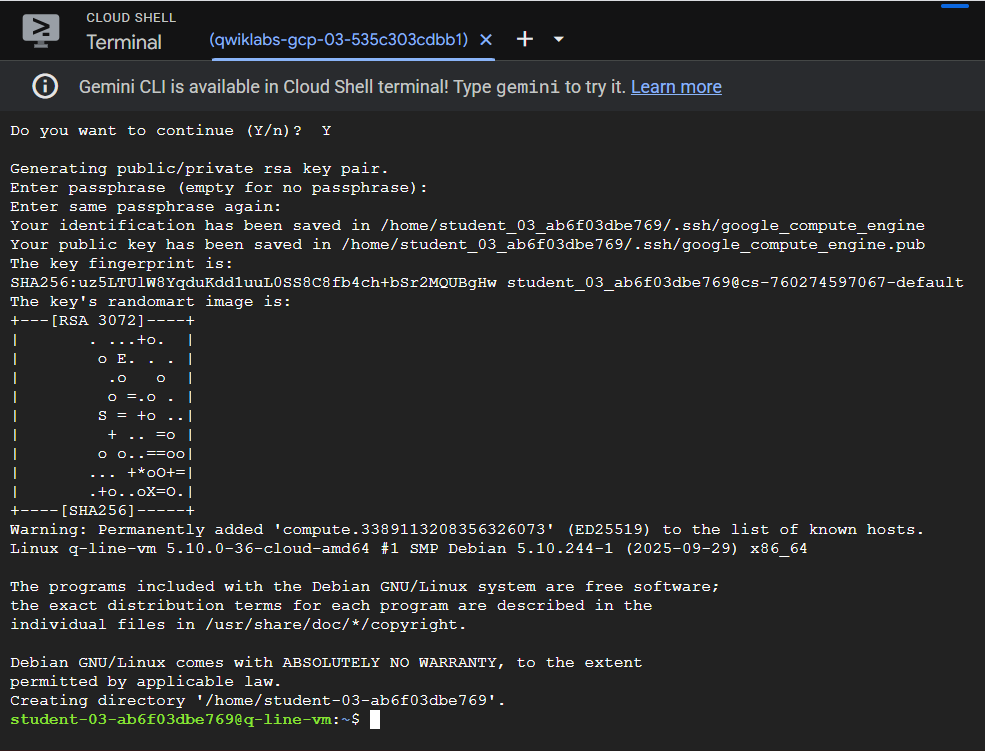 CLOUD SHELL
Terminal
(qwiklabs-gcp-03-535c303cdbb1)
Gemini CLI is available in Cloud Shell terminal! Type gemini to try it. Learn more
Do you want to continue (Y/n)?  Y
Generating public/private rsa key pair.
Enter passphrase (empty for no passphrase):
Enter same passphrase again:
Your identification has been saved in /home/student_03_ab6f03dbe769/.ssh/google_compute_engine
Your public key has been saved in /home/student_03_ab6f03dbe769/.ssh/google_compute_engine.pub
The key fingerprint is:
SHA256:uz5LTUlW8YqduKdd1uuL0SS8C8fb4ch+bSr2MQUBgHw student_03_ab6f03dbe769@cs-760274597067-default
The key's randomart image is:
+---[RSA 3072]----+
|        . ...+o.  |
|         o E. . . |
|          .o   o  |
|          o =.o . |
|         S = +o ..|
|          + .. =o |
|         o o..==oo|
|        ... +*oO+=|
|        .+o..oX=O.|
+----[SHA256]-----+
Warning: Permanently added 'compute.3389113208356326073' (ED25519) to the list of known hosts.
Linux q-line-vm 5.10.0-36-cloud-amd64 #1 SMP Debian 5.10.244-1 (2025-09-29) x86_64
The programs included with the Debian GNU/Linux system are free software;
the exact distribution terms for each program are described in the
individual files in /usr/share/doc/*/copyright.
Debian GNU/Linux comes with ABSOLUTELY NO WARRANTY, to the extent
permitted by applicable law.
Creating directory '/home/student-03-ab6f03dbe769'.
student-03-ab6f03dbe769@q-line-vm:~$